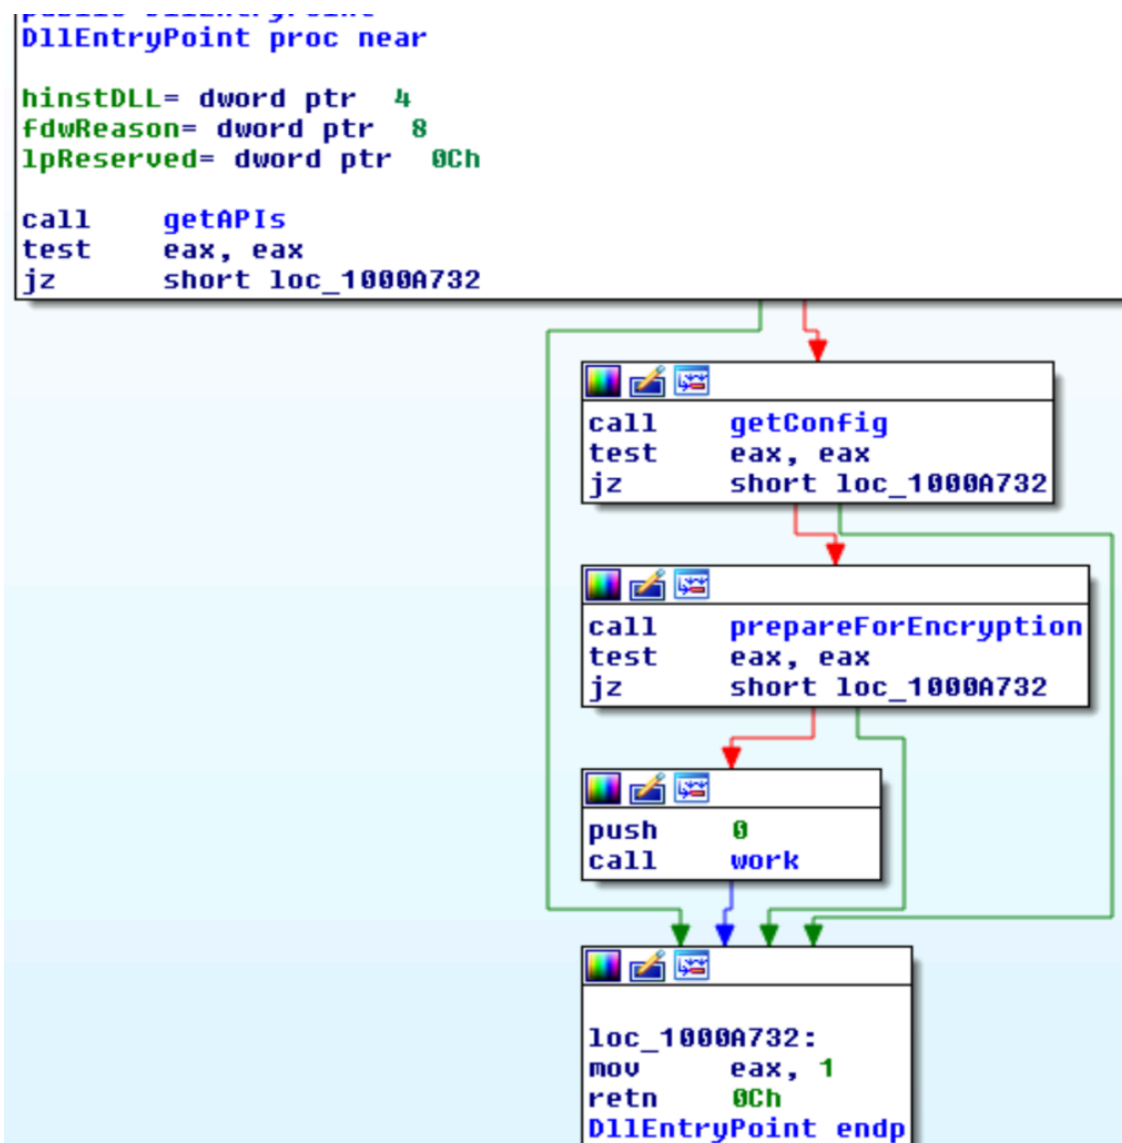 public DllEntryPoint
DllEntryPoint proc near
hinstDLL= dword ptr  4
fdwReason= dword ptr  8
lpReserved= dword ptr  0Ch
call     getAPIs
test     eax, eax
jz       short loc_1000A732
call     getConfig
test     eax, eax
jz       short loc_1000A732
call     prepareForEncryption
test     eax, eax
jz       short loc_1000A732
push     0
call     work
loc_1000A732:
mov      eax, 1
retn     0Ch
DllEntryPoint endp